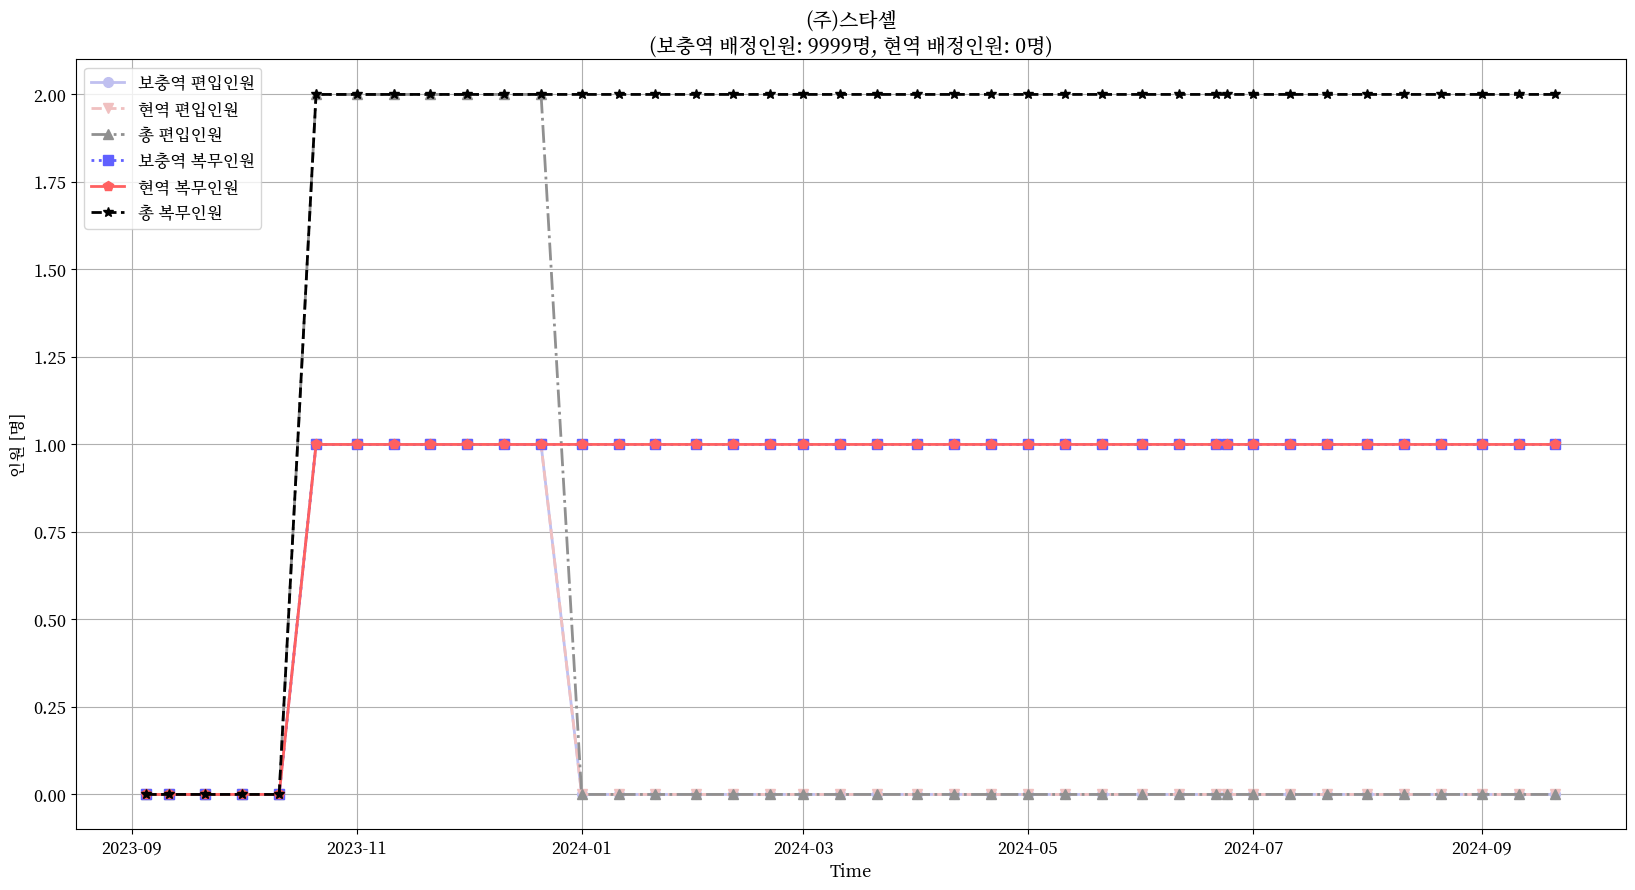 (주)스타셸
(보충역 배정인원: 9999명, 현역 배정인원: 0명)
보충역 편입인원
현역 편입인원
총 편입인원
보충역 복무인원
현역 복무인원
총 복무인원
인원 [명]
2.00
1.75
1.50
1.25
1.00
0.75
0.50
0.25
0.00
2023-09
2023-11
2024-01
2024-03
2024-05
2024-07
2024-09
Time